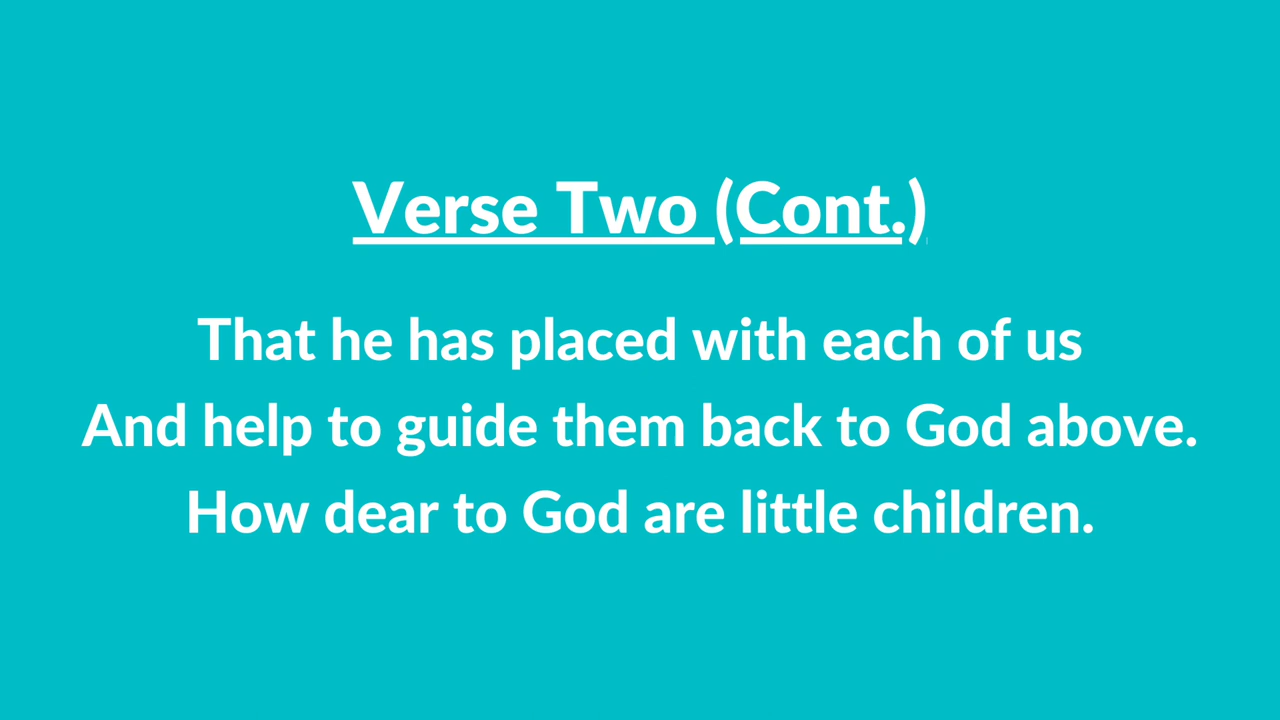 Verse Two (Cont.)
That he has placed with each of us
And help to guide them back to God above.
How dear to God are little children.